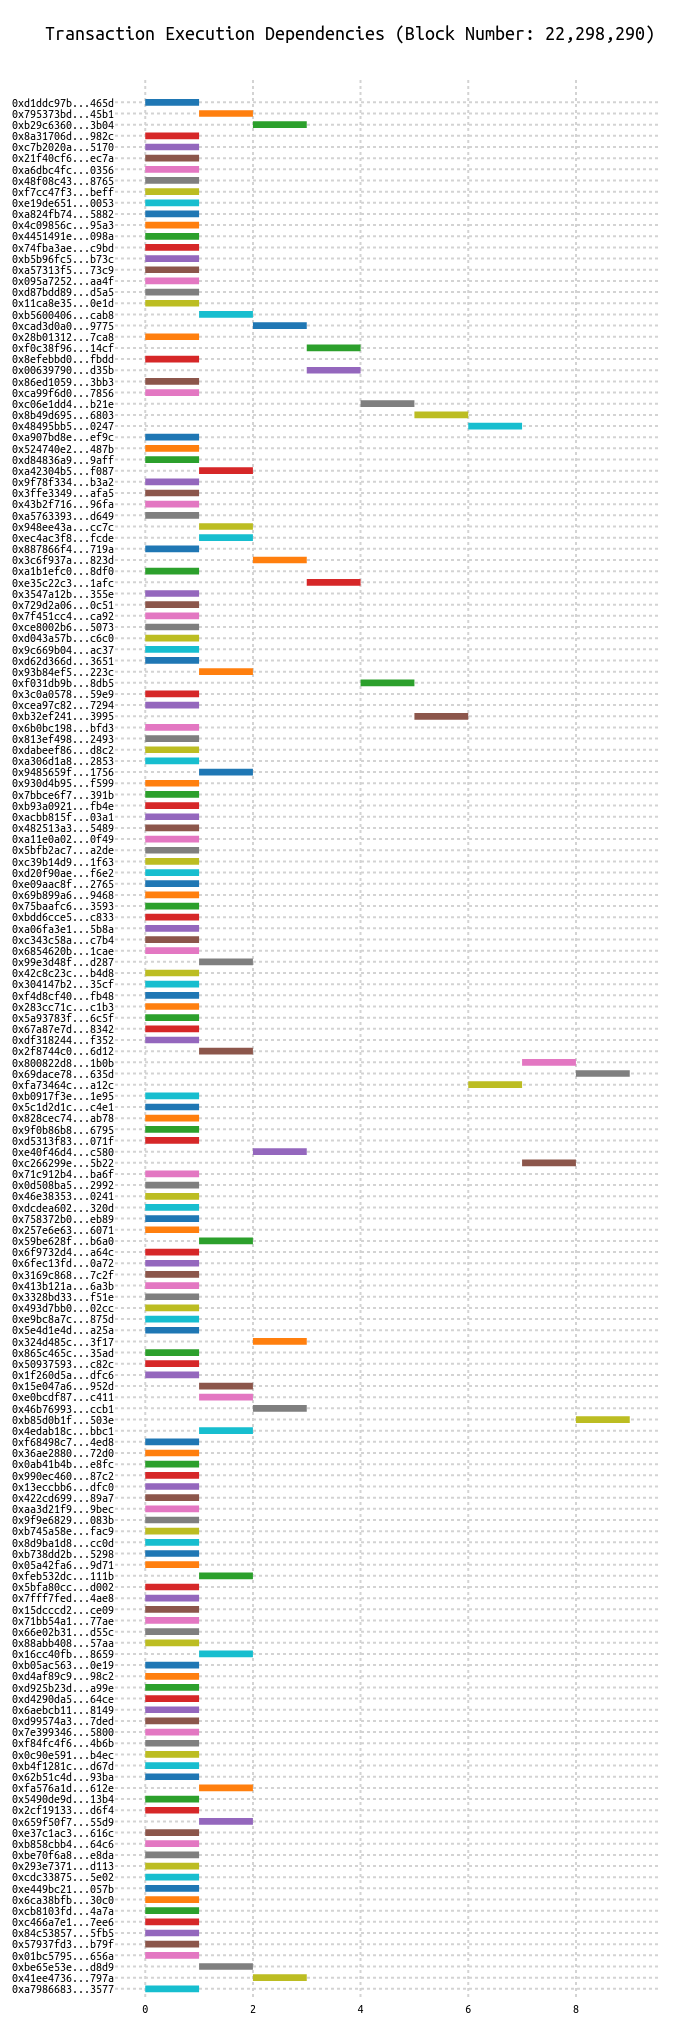 Transaction Execution Dependencies (Block Number: 22,298,290)
0xd1ddc97b...465d
0x795373bd...45b1
0xb29c6360...3b04
0x8a31706d...982c
0xc7b2020a...5170
0x21f40cf6...ec7a
0xa6dbc4fc...0356
0x48f08c43...8765
0xf7cc47f3...beff
0xe19de651...0053
0xa824fb74...5882
0x4c09856c...95a3
0x4451491e...098a
0x74fba3ae...c9bd
0xb5b96fc5...b73c
0xa57313f5...73c9
0x095a7252...aa4f
0xd87bdd89...d5a5
0x11ca8e35...0e1d
0xb5600406...cab8
0xcad3d0a0...9775
0x28b01312...7ca8
0xf0c38f96...14cf
0x8efebbd0...fbdd
0x00639790...d35b
0x86ed1059...3bb3
0xca99f6d0...7856
0xc06e1dd4...b21e
0x8b49d695...6803
0x48495bb5...0247
0xa907bd8e...ef9c
0x524740e2...487b
0xd84836a9...9aff
0xa42304b5...f087
0x9f78f334...b3a2
0x3ffe3349...afa5
0x43b2f716...96fa
0xa5763393...d649
0x948ee43a...cc7c
0xec4ac3f8...fcde
0x887866f4...719a
0x3c6f937a...823d
0xa1b1efc0...8df0
0xe35c22c3...1afc
0x3547a12b...355e
0x729d2a06...0c51
0x7f451cc4...ca92
0xce8002b6...5073
0xd043a57b...c6c0
0x9c669b04...ac37
0xd62d366d...3651
0x93b84ef5...223c
0xf031db9b...8db5
0x3c0a0578...59e9
0xcea97c82...7294
0xb32ef241...3995
0x6b0bc198...bfd3
0x813ef498...2493
0xdabeef86...d8c2
0xa306d1a8...2853
0x9485659f...1756
0x930d4b95...f599
0x7bbce6f7...391b
0xb93a0921...fb4e
0xacbb815f...03a1
0x482513a3...5489
0xa11e0a02...0f49
0x5bfb2ac7...a2de
0xc39b14d9...1f63
0xd20f90ae...f6e2
0xe09aac8f...2765
0x69b899a6...9468
0x75baafc6...3593
0xbdd6cce5...c833
0xa06fa3e1...5b8a
0xc343c58a...c7b4
0x6854620b...1cae
0x99e3d48f...d287
0x42c8c23c...b4d8
0x304147b2...35cf
0xf4d8cf40...fb48
0x283cc71c...c1b3
0x5a93783f...6c5f
0x67a87e7d...8342
0xdf318244...f352
0x2f8744c0...6d12
0x800822d8...1b0b
0x69dace78...635d
0xfa73464c...a12c
0xb0917f3e...1e95
0x5c1d2d1c...c4e1
0x828cec74...ab78
0x9f0b86b8...6795
0xd5313f83...071f
0xe40f46d4...c580
0xc266299e...5b22
0x71c912b4...ba6f
0x0d508ba5...2992
0x46e38353...0241
0xdcdea602...320d
0x758372b0...eb89
0x257e6e63...6071
0x59be628f...b6a0
0x6f9732d4...a64c
0x6fec13fd...0a72
0x3169c868...7c2f
0x413b121a...6a3b
0x3328bd33...f51e
0x493d7bb0...02cc
0xe9bc8a7c...875d
0x5e4d1e4d...a25a
0x324d485c...3f17
0x865c465c...35ad
0x50937593...c82c
0x1f260d5a...dfc6
0x15e047a6...952d
0xe0bcdf87...c411
0x46b76993...ccb1
0xb85d0b1f...503e
0x4edab18c...bbc1
0xf68498c7...4ed8
0x36ae2880...72d0
0x0ab41b4b...e8fc
0x990ec460...87c2
0x13eccbb6...dfc0
0x422cd699...89a7
0xaa3d21f9...9bec
0x9f9e6829...083b
0xb745a58e...fac9
0x8d9ba1d8...cc0d
0xb738dd2b...5298
0x05a42fa6...9d71
0xfeb532dc...111b
0x5bfa80cc...d002
0x7fff7fed...4ae8
0x15dcccd2...ce09
0x71bb54a1...77ae
0x66e02b31...d55c
0x88abb408...57aa
0x16cc40fb...8659
0xb05ac563...0e19
0xd4af89c9...98c2
0xd925b23d...a99e
0xd4290da5...64ce
0x6aebcb11...8149
0xd99574a3...7ded
0x7e399346...5800
0xf84fc4f6...4b6b
0x0c90e591...b4ec
0xb4f1281c...d67d
0x62b51c4d...93ba
0xfa576a1d...612e
0x5490de9d...13b4
0x2cf19133...d6f4
0x659f50f7...55d9
0xe37c1ac3...616c
0xb858cbb4...64c6
0xbe70f6a8...e8da
0x293e7371...d113
0xcdc33875...5e02
0xe449bc21...057b
0x6ca38bfb...30c0
0xcb8103fd...4a7a
0xc466a7e1...7ee6
0x84c53857...5fb5
0x57937fd3...b79f
0x01bc5795...656a
0xbe65e53e...d8d9
0x41ee4736...797a
0xa7986683...3577
0 2 4 6 8